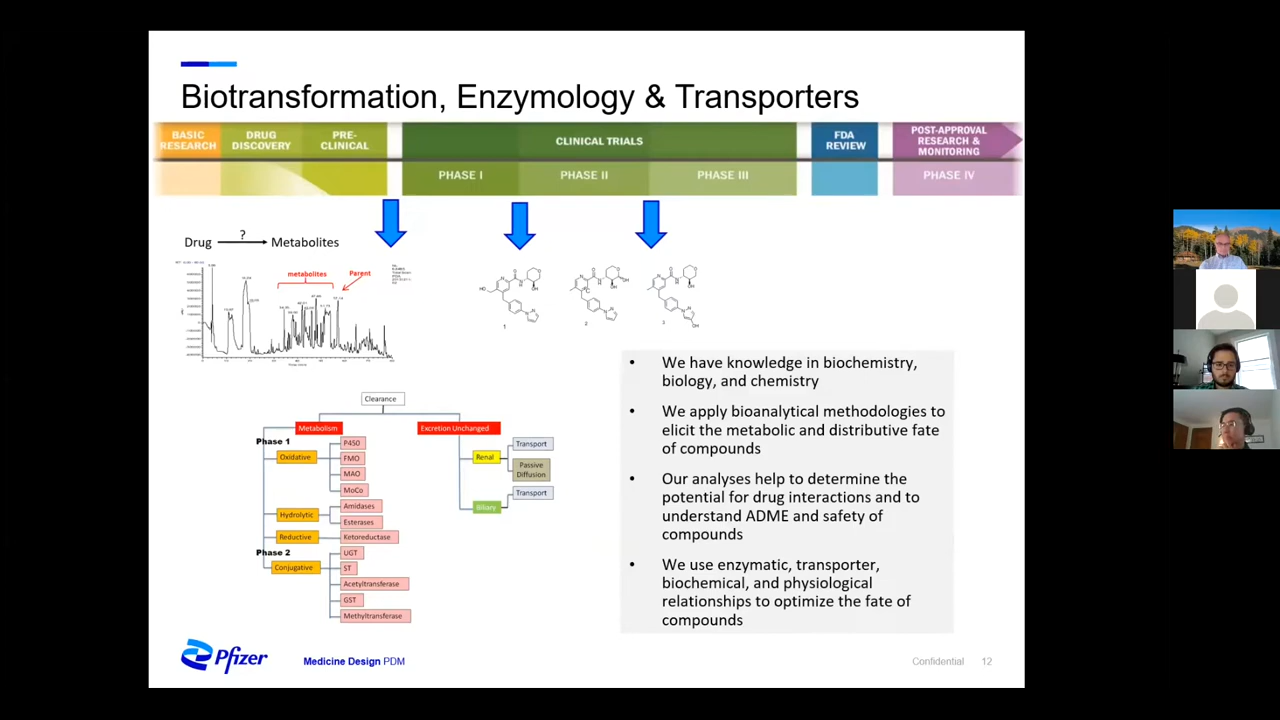 Biotransformation, Enzymology & Transporters
BASIC
RESEARCH
DRUG
DISCOVERY
PRE-
CLINICAL
CLINICAL TRIALS
FDA
REVIEW
POST-APPROVAL
RESEARCH &
MONITORING
PHASE I
PHASE II
PHASE III
PHASE IV
Drug ? Metabolites
metabolites
Parent
HO
O
O
N
N
H
OH
N
N
1
2
3
OH
Clearance
Metabolism
Excretion Unchanged
Phase 1
Oxidative
P450
FMO
MAO
MoCo
Hydrolytic
Amidases
Esterases
Reductive
Ketoreductase
Phase 2
Conjugative
UGT
ST
Acetyltransferase
GST
Methyltransferase
Renal
Transport
Passive
Diffusion
Biliary
Transport
• We have knowledge in biochemistry,
biology, and chemistry
• We apply bioanalytical methodologies to
elicit the metabolic and distributive fate
of compounds
• Our analyses help to determine the
potential for drug interactions and to
understand ADME and safety of
compounds
• We use enzymatic, transporter,
biochemical, and physiological
relationships to optimize the fate of
compounds
Pfizer
Medicine Design PDM
Confidential 12